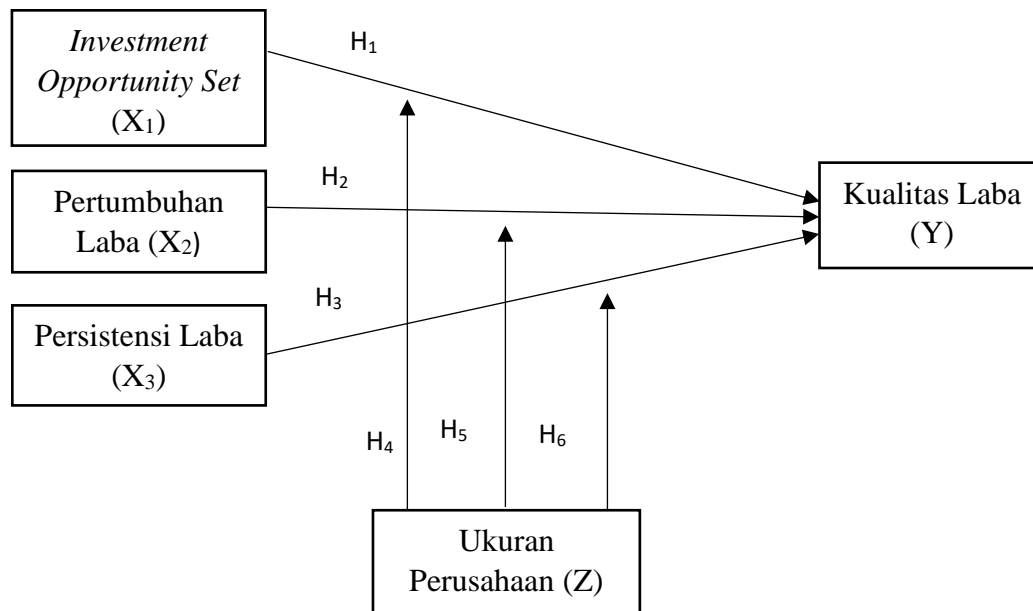 Investment
Opportunity Set
(X1)
H1
Pertumbuhan
Laba (X2)
H2
Kualitas Laba
(Y)
Persistensi Laba
(X3)
H3
H4
H5
H6
Ukuran
Perusahaan (Z)